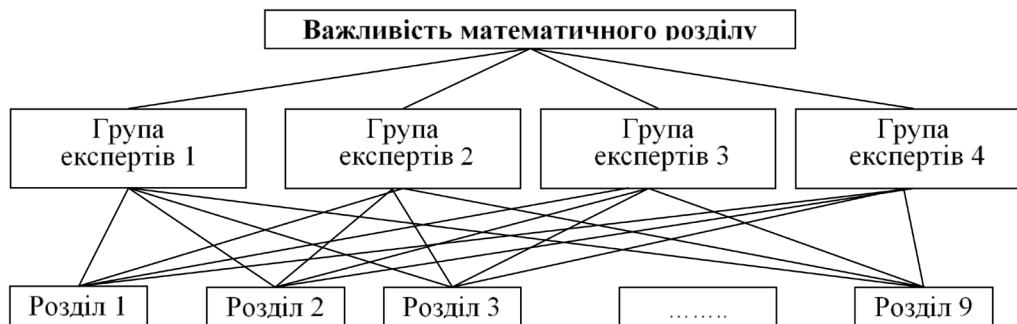 Важливість математичного розділу
Група
експертів 1
Група
експертів 2
Група
експертів 3
Група
експертів 4
Розділ 1
Розділ 2
Розділ 3
……..
Розділ 9